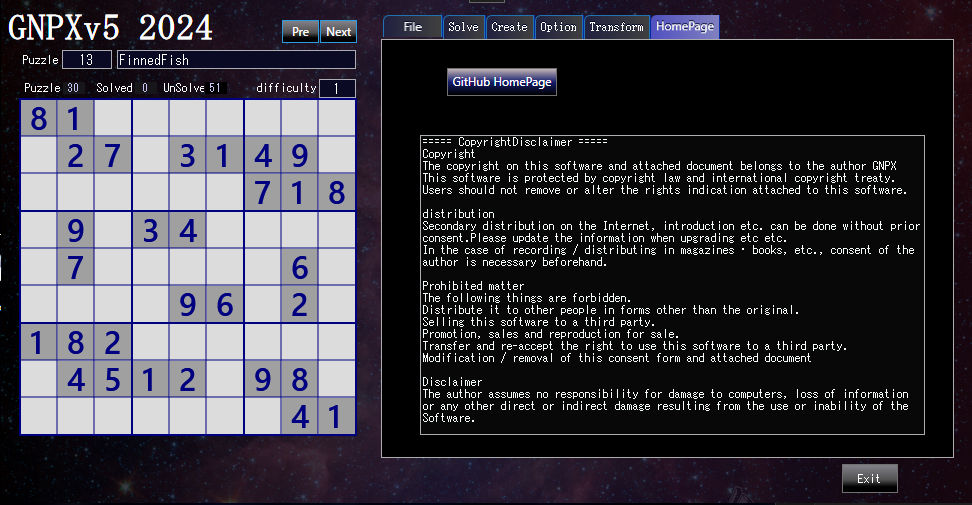 GNPXv5 2024
Pre Next
File Solve Create Option Transform HomePage
Puzzle 13 FinnedFish
Puzzle 30 Solved 0 UnSolve 51 difficulty 1
8 1
2 7 3 1 4 9
7 1 8
9 3 4
7 6
9 6 2
1 8 2
4 5 1 2 9 8
4 1
GitHub HomePage
===== CopyrightDisclaimer =====
Copyright
The copyright on this software and attached document belongs to the author GNPX
This software is protected by copyright law and international copyright treaty.
Users should not remove or alter the rights indication attached to this software.
distribution
Secondary distribution on the Internet, introduction etc. can be done without prior
consent.Please update the information when upgrading etc etc.
In the case of recording / distributing in magazines · books, etc., consent of the
author is necessary beforehand.
Prohibited matter
The following things are forbidden.
Distribute it to other people in forms other than the original.
Selling this software to a third party.
Promotion, sales and reproduction for sale.
Transfer and re-accept the right to use this software to a third party.
Modification / removal of this consent form and attached document
Disclaimer
The author assumes no responsibility for damage to computers, loss of information
or any other direct or indirect damage resulting from the use or inability of the
Software.
Exit